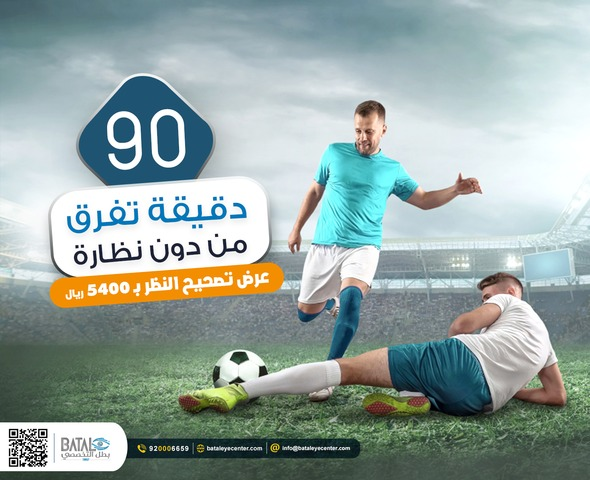 90
دقيقة تفرق
من دون نظارة
عرض تصحيح النظر بـ 5400 ريال
BATAL
بطل التخصصي
920006659
bataleyecenter.com
info@bataleyecenter.com